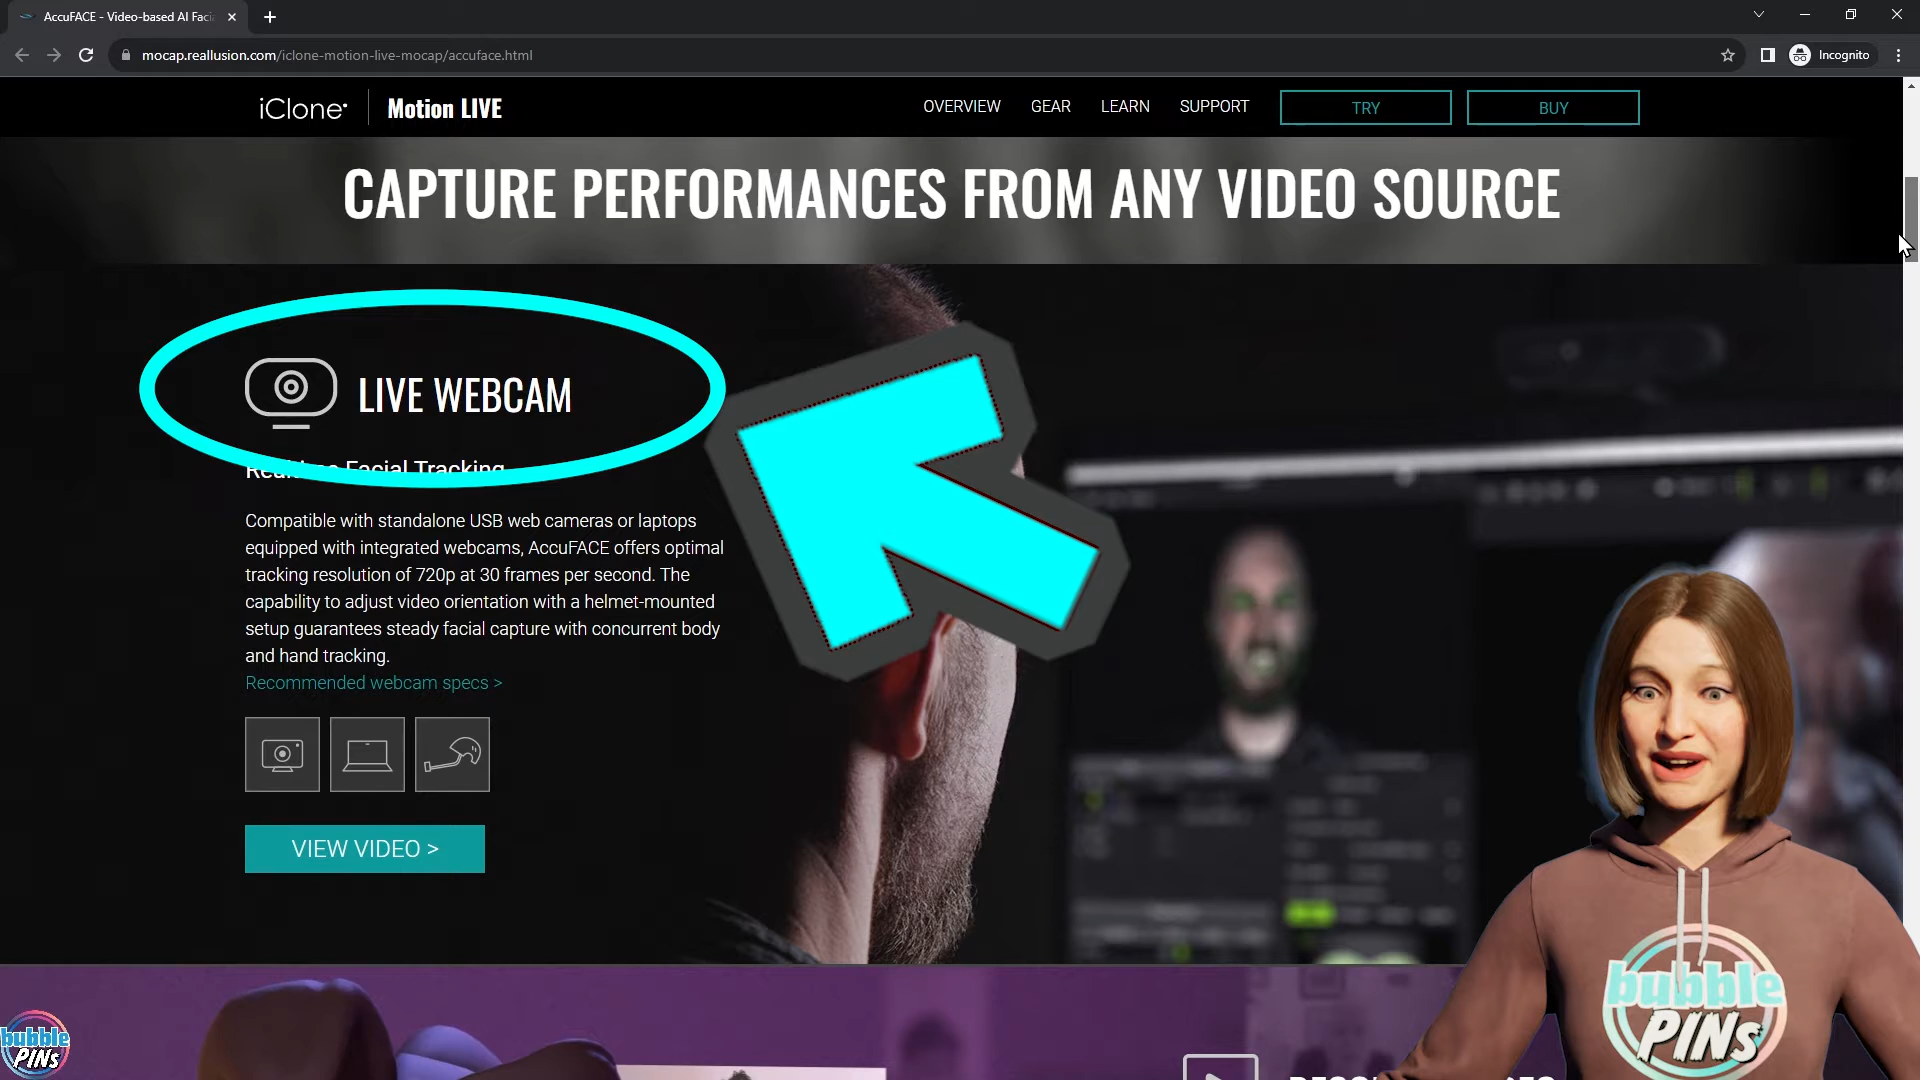 AccuFACE - Video-based AI Faci
mocap.reallusion.com/iclone-motion-live-mocap/accuface.html
Incognito
iClone
Motion LIVE
OVERVIEW
GEAR
LEARN
SUPPORT
TRY
BUY
CAPTURE PERFORMANCES FROM ANY VIDEO SOURCE
LIVE WEBCAM
Facial Tracking
Compatible with standalone USB web cameras or laptops
equipped with integrated webcams, AccuFACE offers optimal
tracking resolution of 720p at 30 frames per second. The
capability to adjust video orientation with a helmet-mounted
setup guarantees steady facial capture with concurrent body
and hand tracking.
Recommended webcam specs >
VIEW VIDEO >
bubble
PINs
bubble
PINs